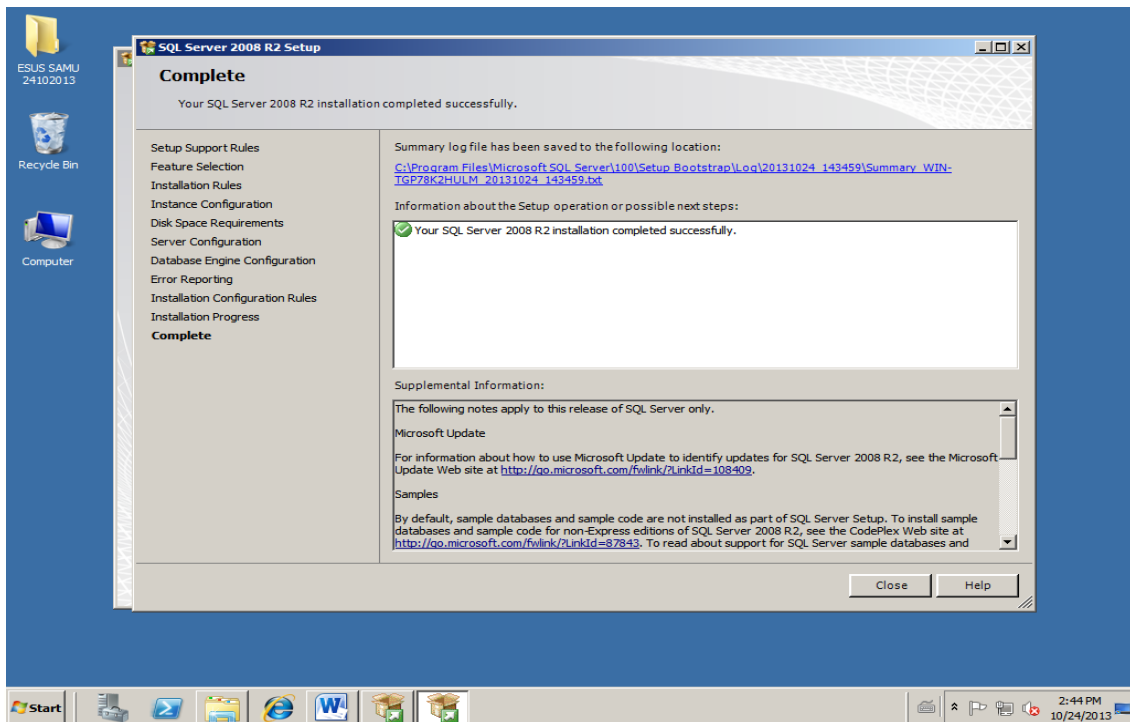 ESUS SAMU
24102013
Recycle Bin
Computer
SQL Server 2008 R2 Setup
Complete
Your SQL Server 2008 R2 installation completed successfully.
Setup Support Rules
Feature Selection
Installation Rules
Instance Configuration
Disk Space Requirements
Server Configuration
Database Engine Configuration
Error Reporting
Installation Configuration Rules
Installation Progress
Complete
Summary log file has been saved to the following location:
C:\Program Files\Microsoft SQL Server\100\Setup Bootstrap\Log\20131024_143459\Summary_WIN-
TGP78K2HULM_20131024_143459.txt
Information about the Setup operation or possible next steps:
Your SQL Server 2008 R2 installation completed successfully.
Supplemental Information:
The following notes apply to this release of SQL Server only.
Microsoft Update
For information about how to use Microsoft Update to identify updates for SQL Server 2008 R2, see the Microsoft
Update Web site at http://go.microsoft.com/fwlink/?LinkId=108409.
Samples
By default, sample databases and sample code are not installed as part of SQL Server Setup. To install sample
databases and sample code for non-Express editions of SQL Server 2008 R2, see the CodePlex Web site at
http://go.microsoft.com/fwlink/?LinkId=87843. To read about support for SQL Server sample databases and
Close
Help
Start
2:44 PM
10/24/2013